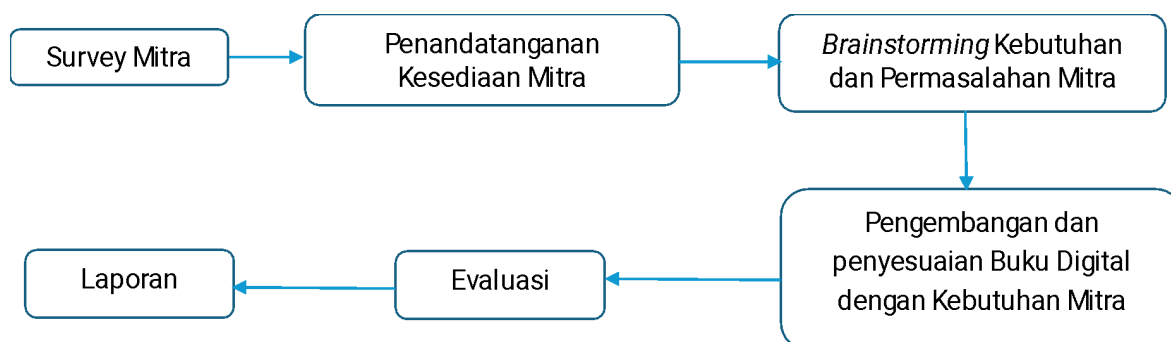 Survey Mitra
Penandatanganan
Kesediaan Mitra
Brainstorming Kebutuhan
dan Permasalahan Mitra
Pengembangan dan
penyesuaian Buku Digital
dengan Kebutuhan Mitra
Evaluasi
Laporan